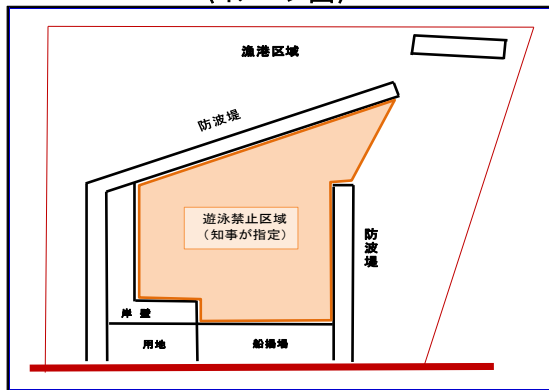 漁港区域
防波堤
遊泳禁止区域
（知事が指定）
防波堤
岸 壁
用地
船揚場